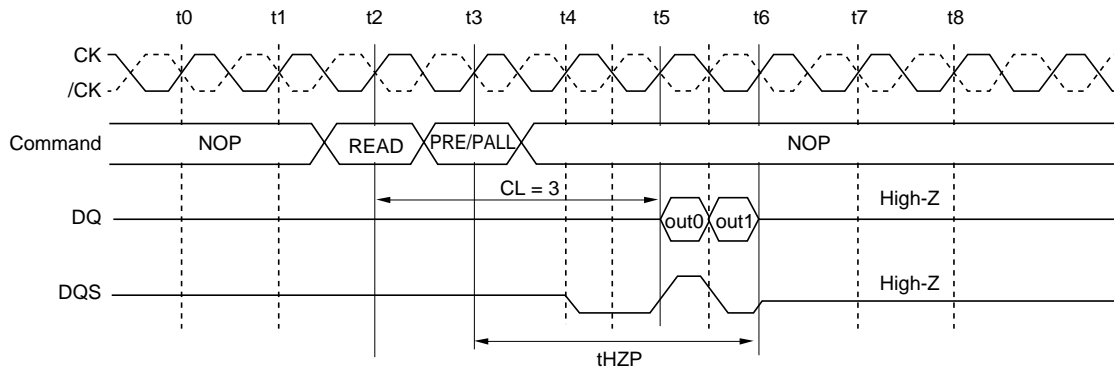 t0 t1 t2 t3 t4 t5 t6 t7 t8
CK
/CK
Command NOP READ PRE/PALL NOP
CL = 3
DQ out0 out1 High-Z
DQS High-Z
tHZP